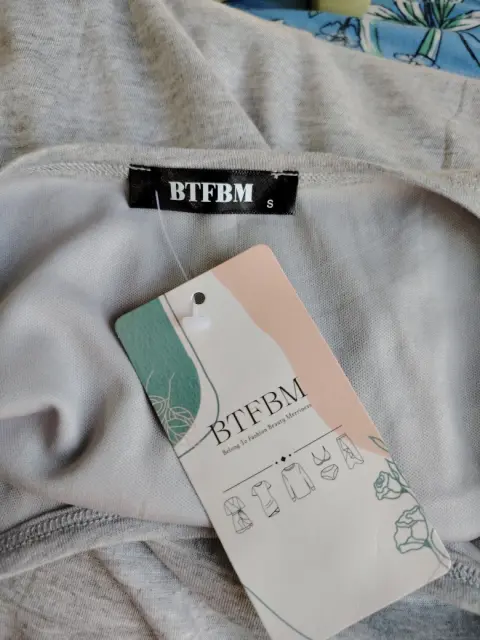 BTFBM
S
BTFBM
Belong To Fashion Beauty Merriment